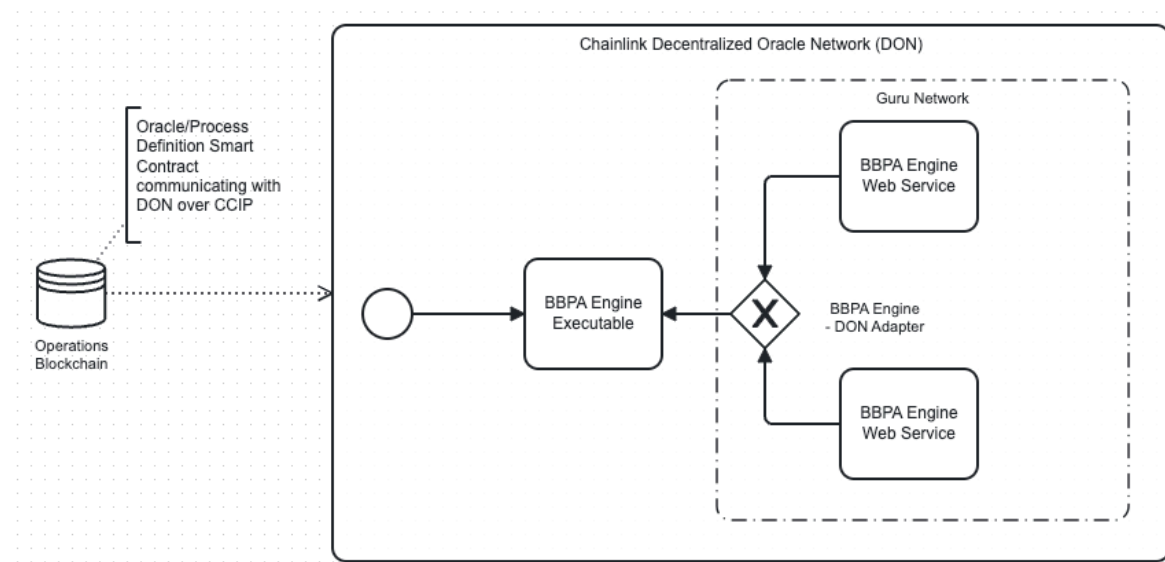 Chainlink Decentralized Oracle Network (DON)
Guru Network
Oracle/Process
Definition Smart
Contract
communicating with
DON over CCIP
BBPA Engine
Web Service
BBPA Engine
Executable
X
BBPA Engine
- DON Adapter
Operations
Blockchain
BBPA Engine
Web Service